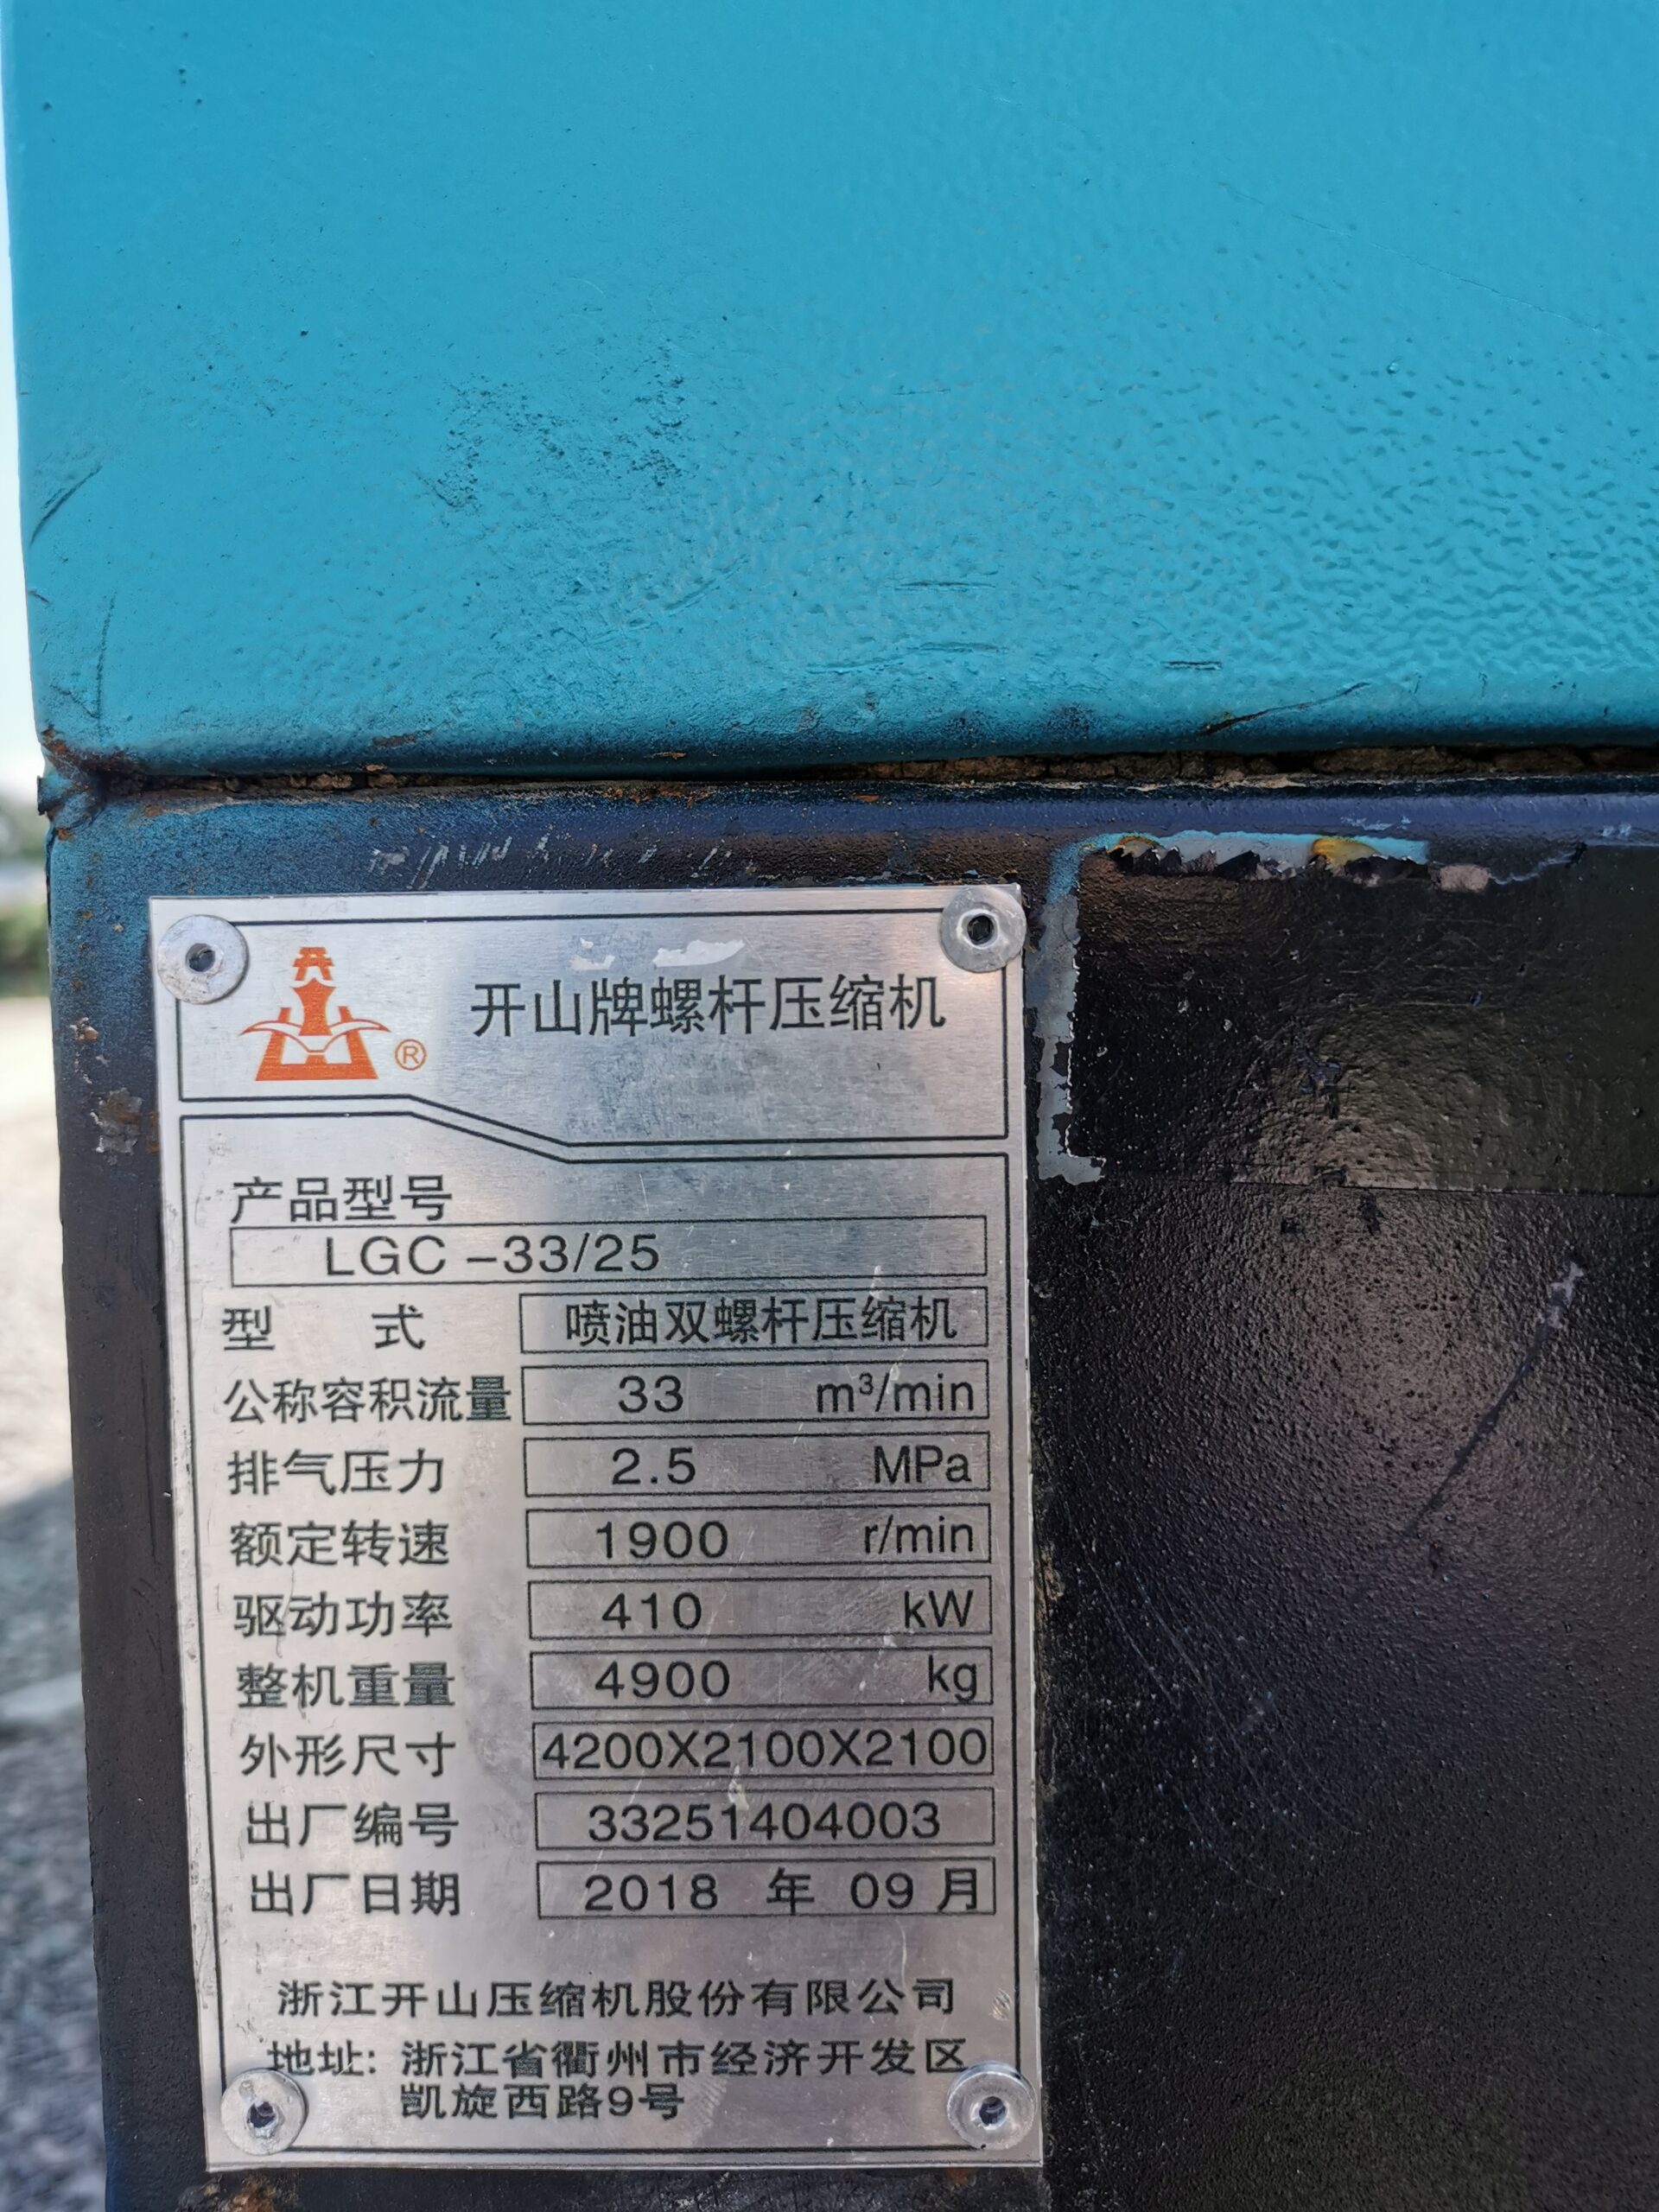 开山
®
开山牌螺杆压缩机
产品型号
LGC-33/25
型 式 喷油双螺杆压缩机
公称容积流量 33 m³/min
排气压力 2.5 MPa
额定转速 1900 r/min
驱动功率 410 kW
整机重量 4900 kg
外形尺寸 4200X2100X2100
出厂编号 33251404003
出厂日期 2018 年 09 月
浙江开山压缩机股份有限公司
地址: 浙江省衢州市经济开发区
凯旋西路9号